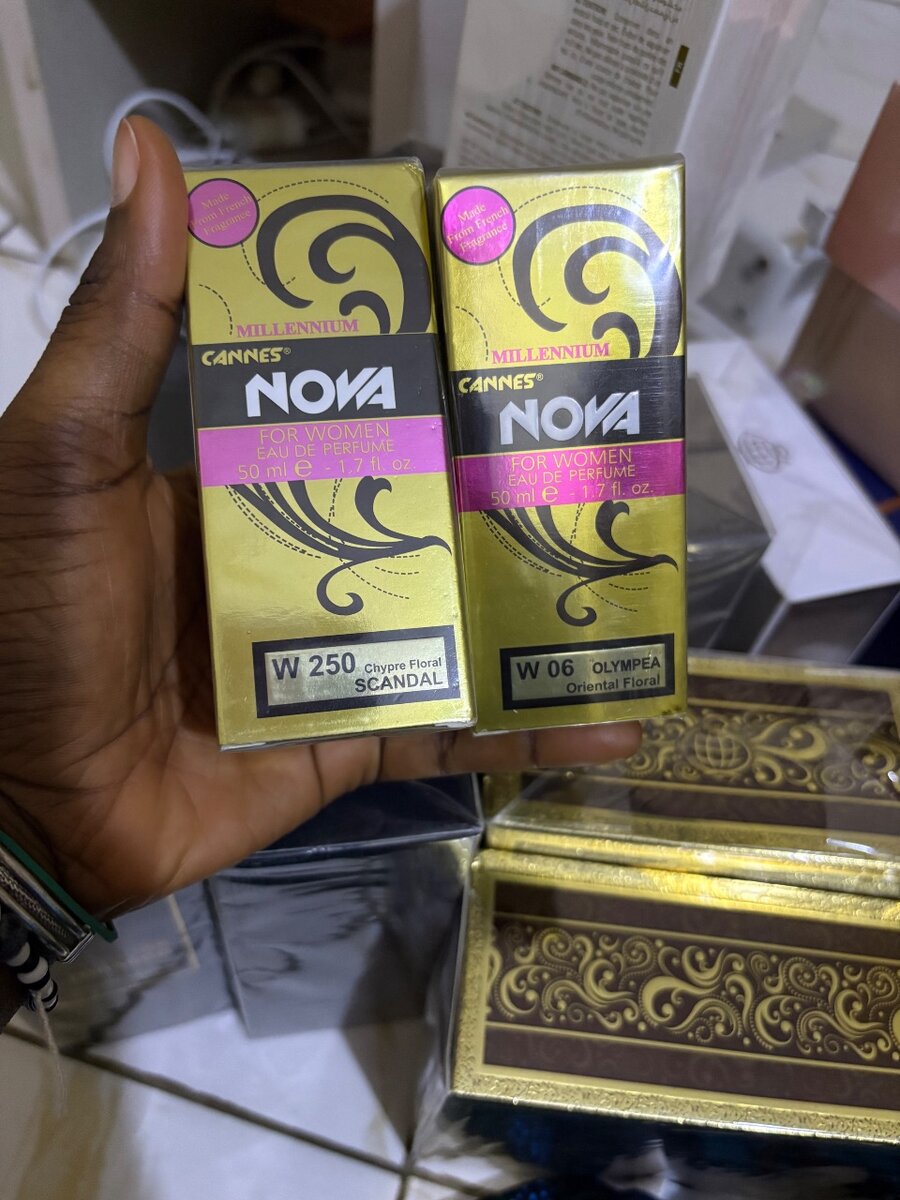 Made
From French
Fragrance
MILLENNIUM
CANNES®
NOVA
FOR WOMEN
EAU DE PERFUME
50 ml e - 1.7 fl. oz.
W 250 Chypre Floral
SCANDAL
Made
From French
Fragrance
MILLENNIUM
CANNES®
NOVA
FOR WOMEN
EAU DE PERFUME
50 ml e - 1.7 fl. oz.
W 06 OLYMPEA
Oriental Floral